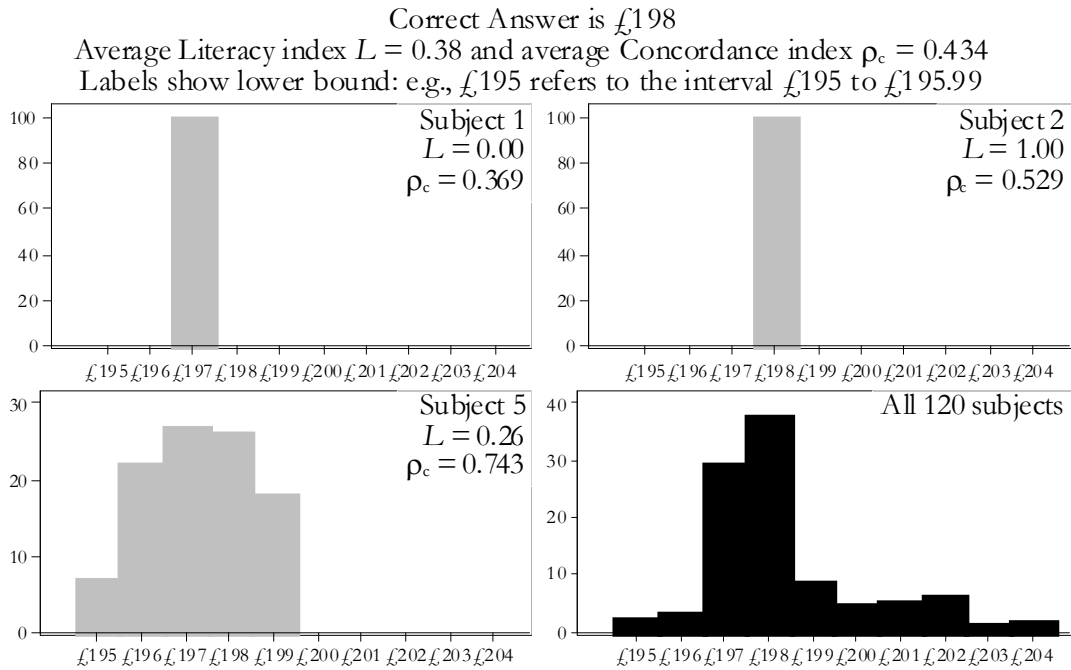 Correct Answer is £198
Average Literacy index L = 0.38 and average Concordance index ρc = 0.434
Labels show lower bound: e.g., £195 refers to the interval £195 to £195.99
Subject 1
L = 0.00
ρc = 0.369
100
80
60
40
20
0
£195 £196 £197 £198 £199 £200 £201 £202 £203 £204
Subject 2
L = 1.00
ρc = 0.529
100
80
60
40
20
0
£195 £196 £197 £198 £199 £200 £201 £202 £203 £204
Subject 5
L = 0.26
ρc = 0.743
30
20
10
0
£195 £196 £197 £198 £199 £200 £201 £202 £203 £204
All 120 subjects
40
30
20
10
0
£195 £196 £197 £198 £199 £200 £201 £202 £203 £204